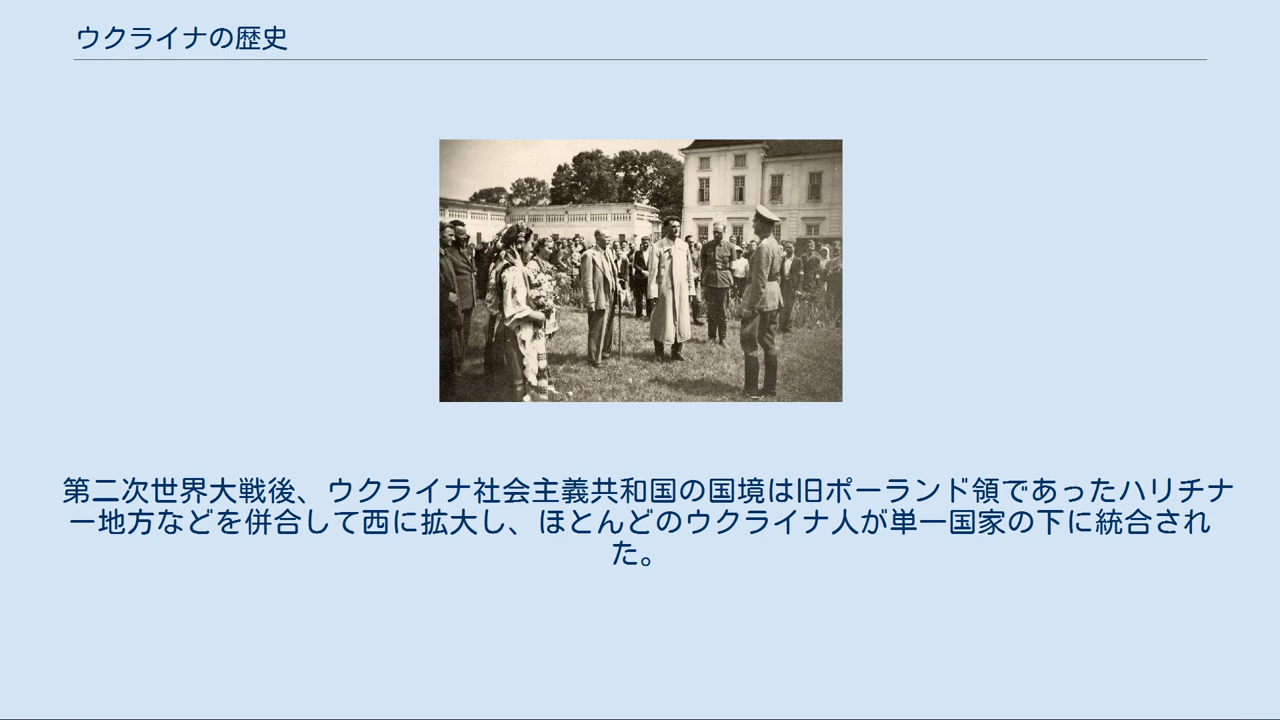 ウクライナの歴史
第二次世界大戦後、ウクライナ社会主義共和国の国境は旧ポーランド領であったハリチナ
ー地方などを併合して西に拡大し、ほとんどのウクライナ人が単一国家の下に統合され
た。